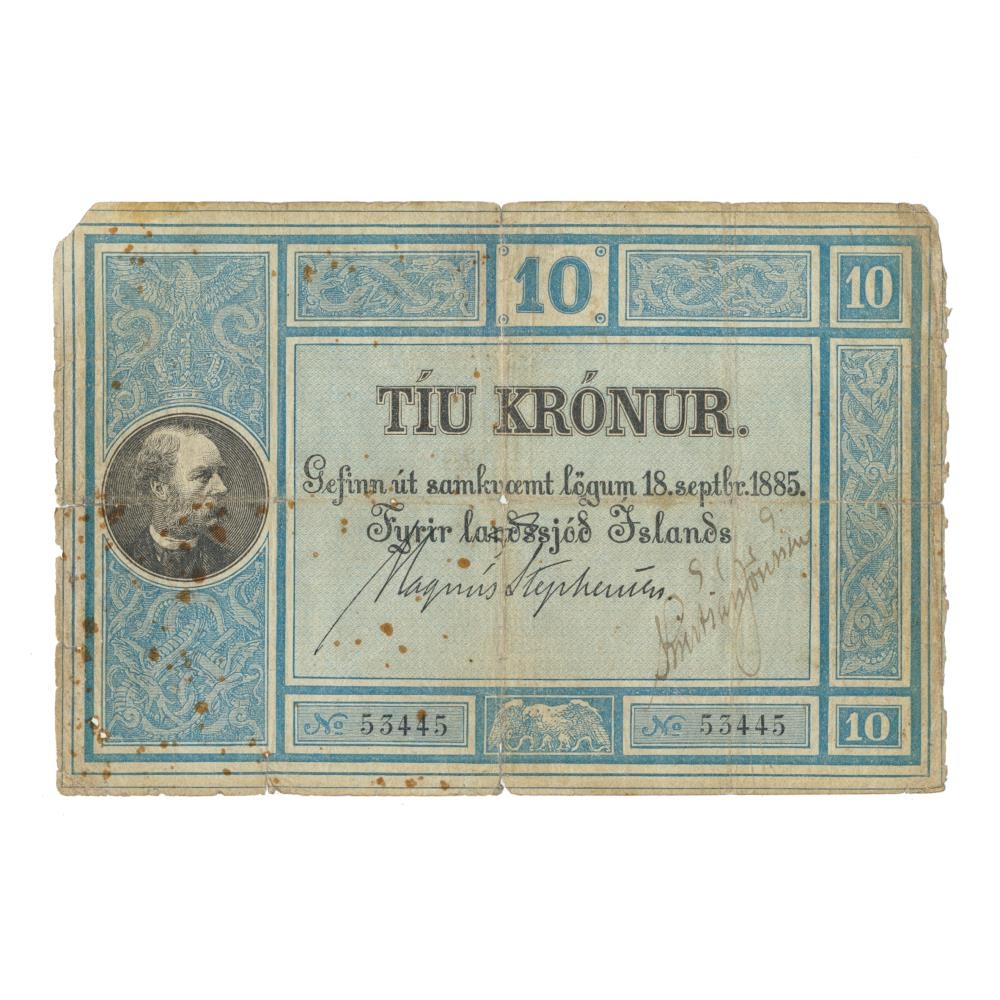 10
10
TÍU KRÓNUR.
Gefinn út samkvæmt lögum 18. septbr. 1885.
Fyrir landssjóð Íslands
Magnús Stephensen.
№ 53445
№ 53445
10